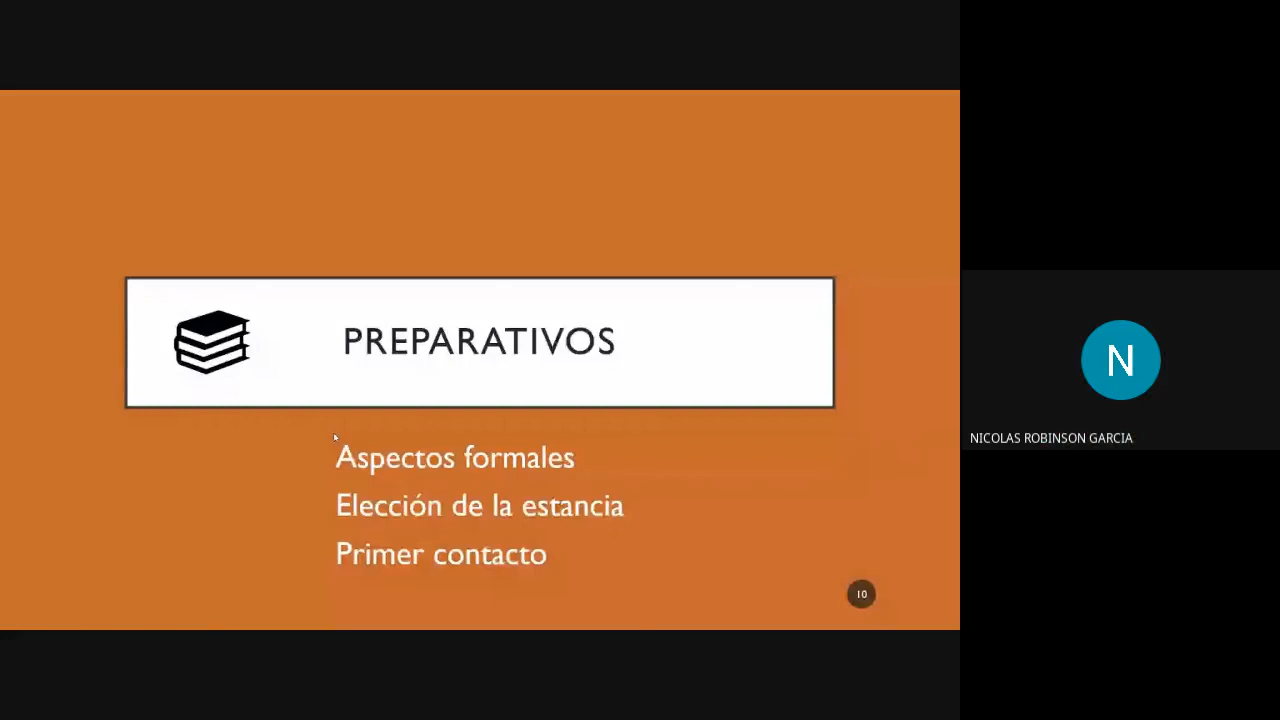 PREPARATIVOS
Aspectos formales
Elección de la estancia
Primer contacto
10
N
NICOLAS ROBINSON GARCIA